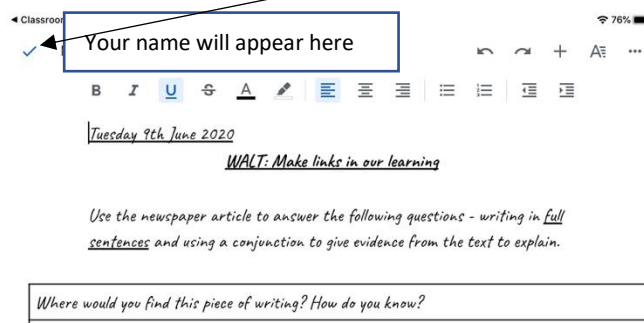 ◀ Classroo
76%
Your name will appear here
B I U S A
Tuesday 9th June 2020
WALT: Make links in our learning
Use the newspaper article to answer the following questions - writing in full
sentences and using a conjunction to give evidence from the text to explain.
Where would you find this piece of writing? How do you know?